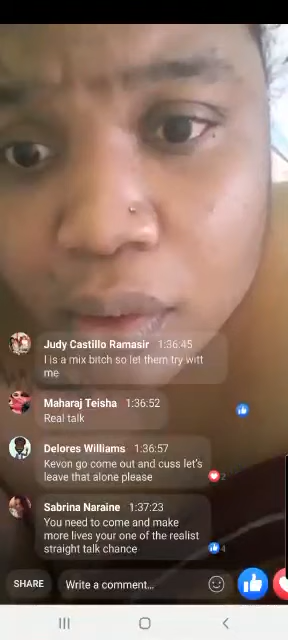 Judy Castillo Ramasir 1:36:45
I is a mix bitch so let them try witt
me
Maharaj Teisha 1:36:52
Real talk
Delores Williams 1:36:57
Kevon go come out and cuss let's
leave that alone please
2
Sabrina Naraine 1:37:23
You need to come and make
more lives your one of the realist
straight talk chance
4
SHARE Write a comment...